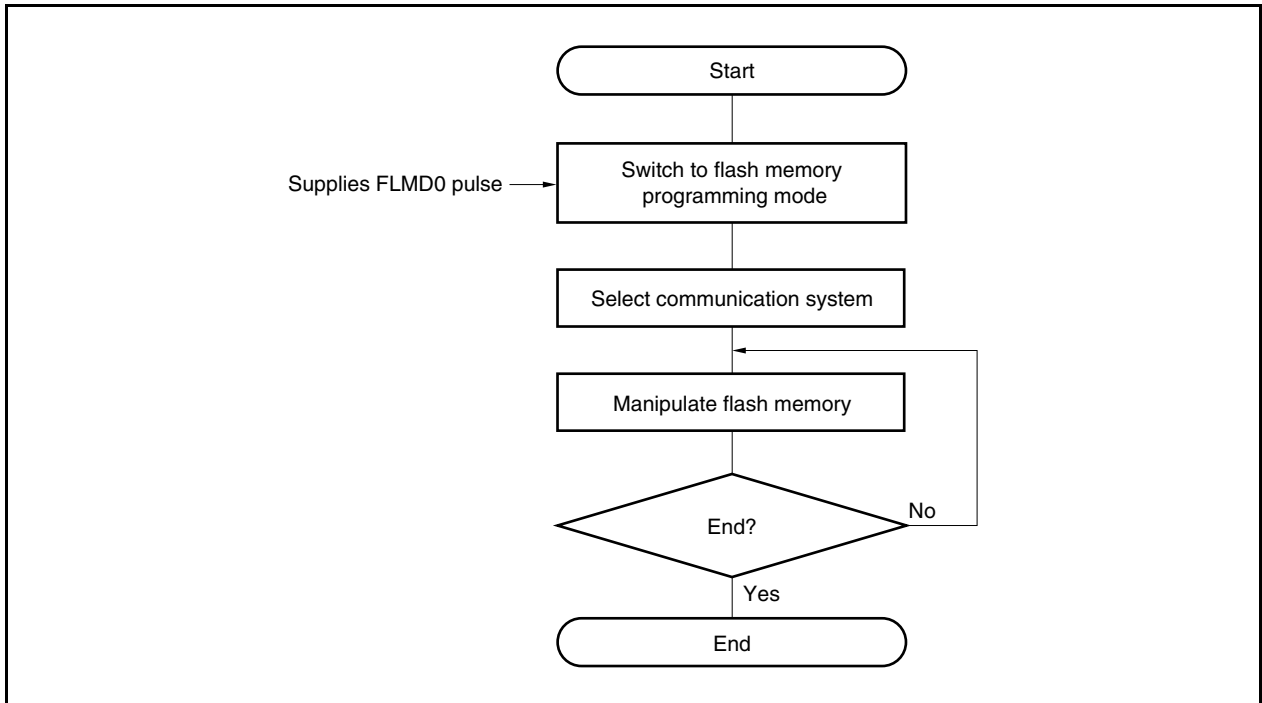 Start
Supplies FLMD0 pulse
Switch to flash memory
programming mode
Select communication system
Manipulate flash memory
End?
No
Yes
End